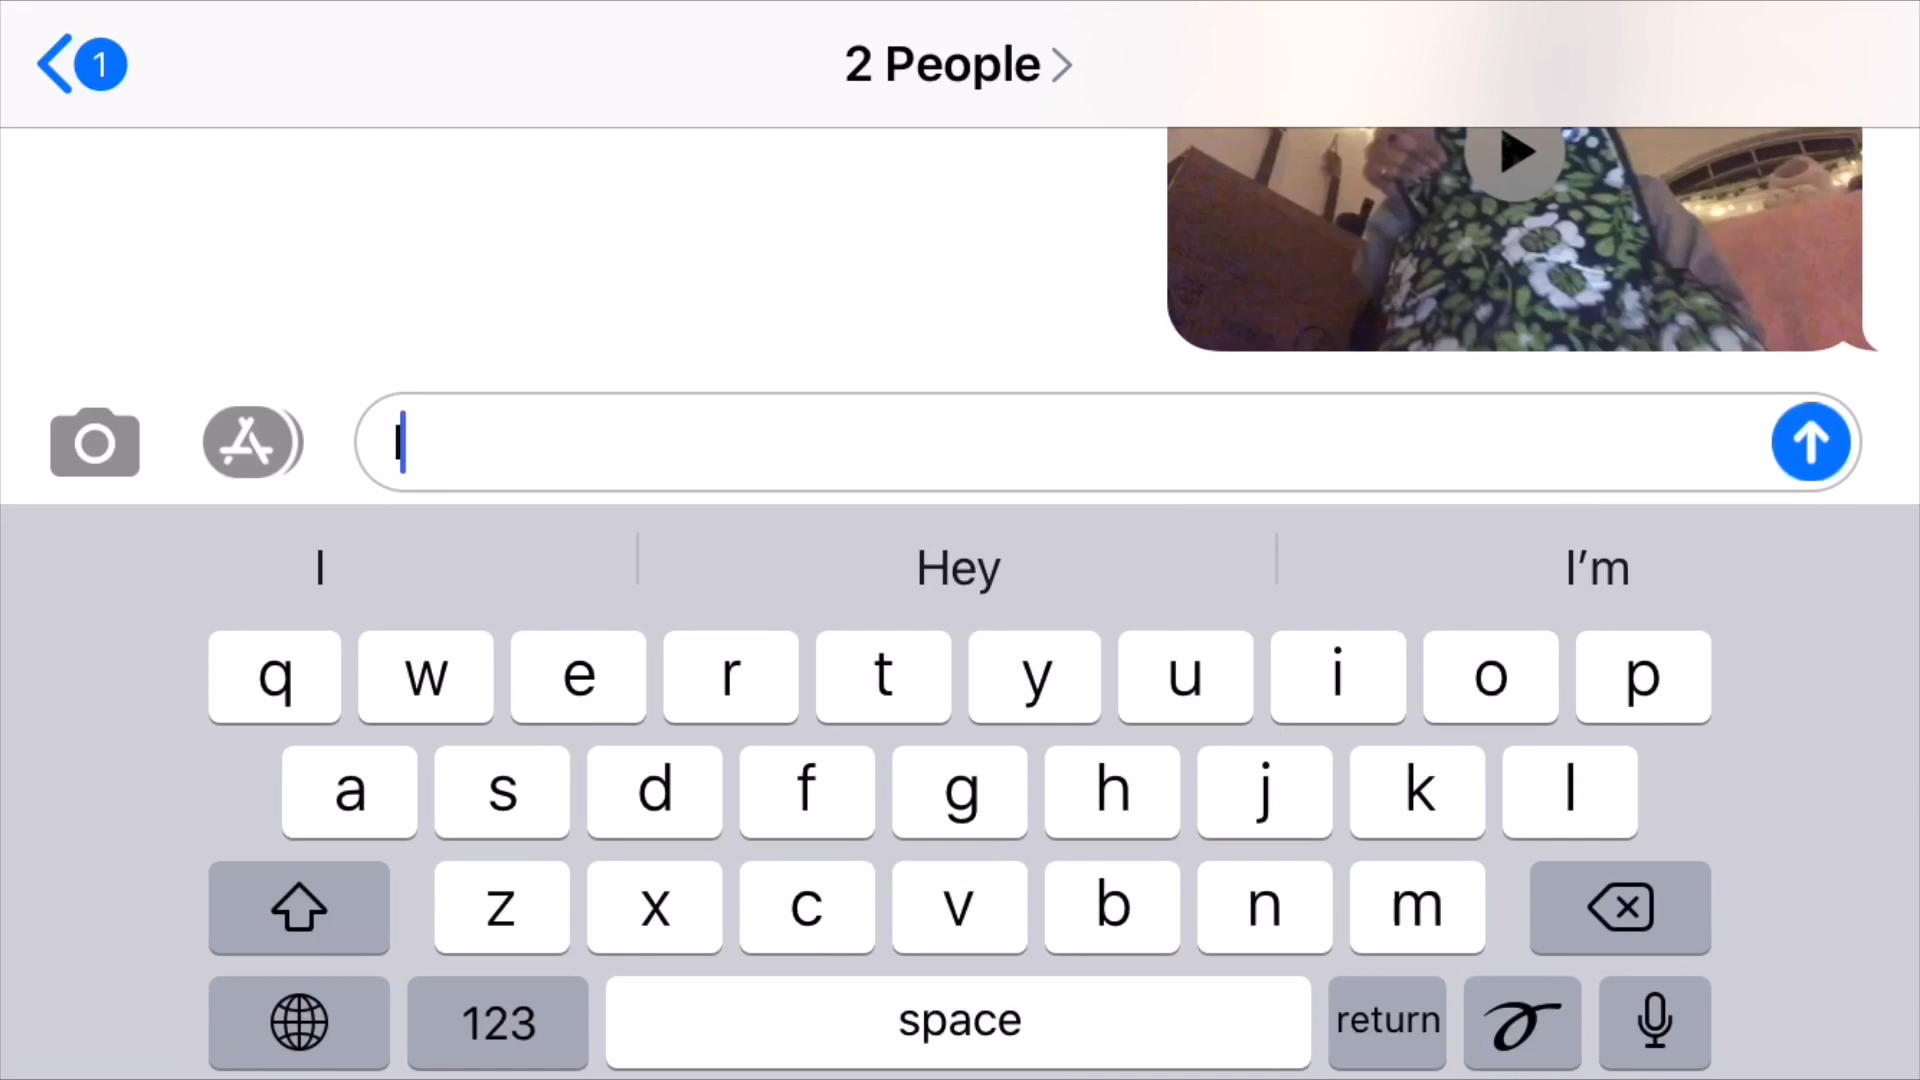 1
2 People
I
I Hey I’m
q w e r t y u i o p
a s d f g h j k l
z x c v b n m
123 space return